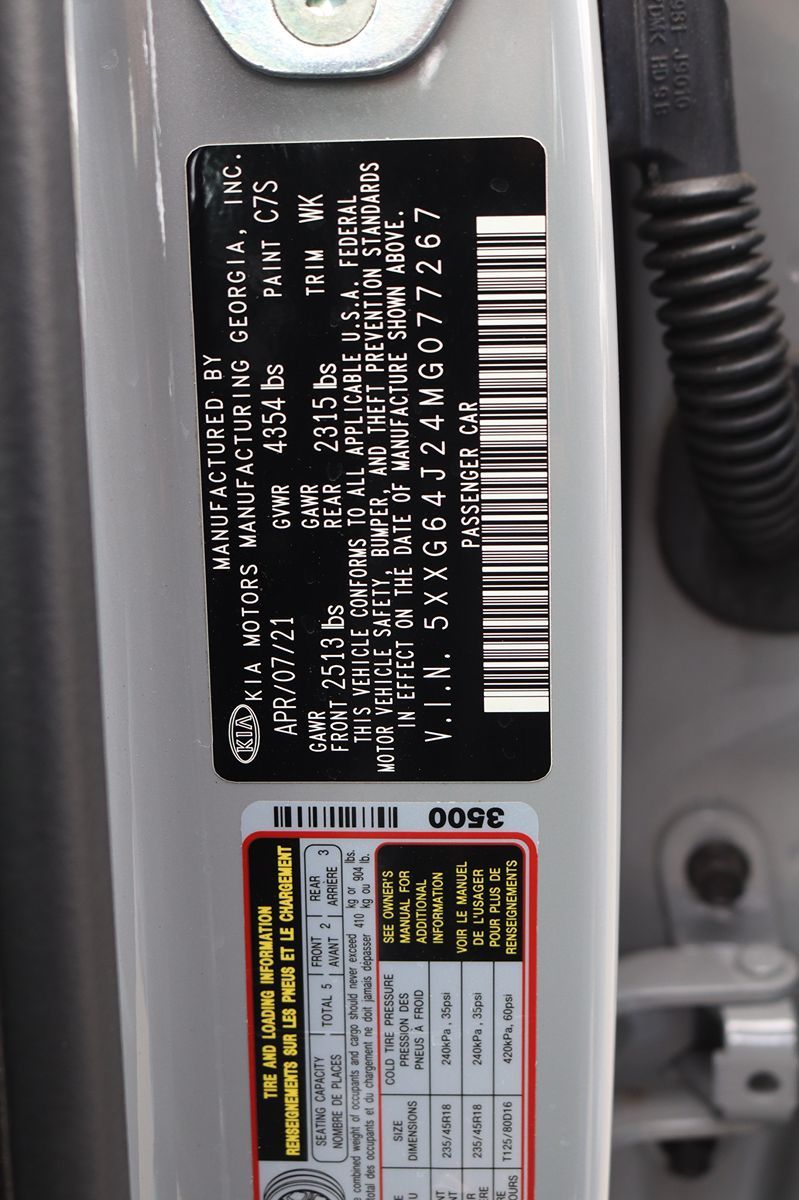 MANUFACTURED BY
KIA KIA MOTORS MANUFACTURING GEORGIA, INC.
APR/07/21 GVWR 4354 lbs PAINT C7S
GAWR GAWR
FRONT 2513 lbs REAR 2315 lbs TRIM WK
THIS VEHICLE CONFORMS TO ALL APPLICABLE U.S.A. FEDERAL
MOTOR VEHICLE SAFETY, BUMPER, AND THEFT PREVENTION STANDARDS
IN EFFECT ON THE DATE OF MANUFACTURE SHOWN ABOVE.
V.I.N. 5XXG64J24MG077267
PASSENGER CAR
3500
TIRE AND LOADING INFORMATION
RENSEIGNEMENTS SUR LES PNEUS ET LE CHARGEMENT
SEATING CAPACITY
NOMBRE DE PLACES
TOTAL 5
FRONT
AVANT 2
REAR
ARRIÈRE 3
combined weight of occupants and cargo should never exceed 410 kg or 904 lbs.
total des occupants et du chargement ne doit jamais dépasser 410 kg ou 904 lb.
SIZE
DIMENSIONS
COLD TIRE PRESSURE
PRESSION DES
PNEUS À FROID
235/45R18 240kPa, 35psi
235/45R18 240kPa, 35psi
T125/80D16 420kPa, 60psi
SEE OWNER'S
MANUAL FOR
ADDITIONAL
INFORMATION
VOIR LE MANUEL
DE L'USAGER
POUR PLUS DE
RENSEIGNEMENTS